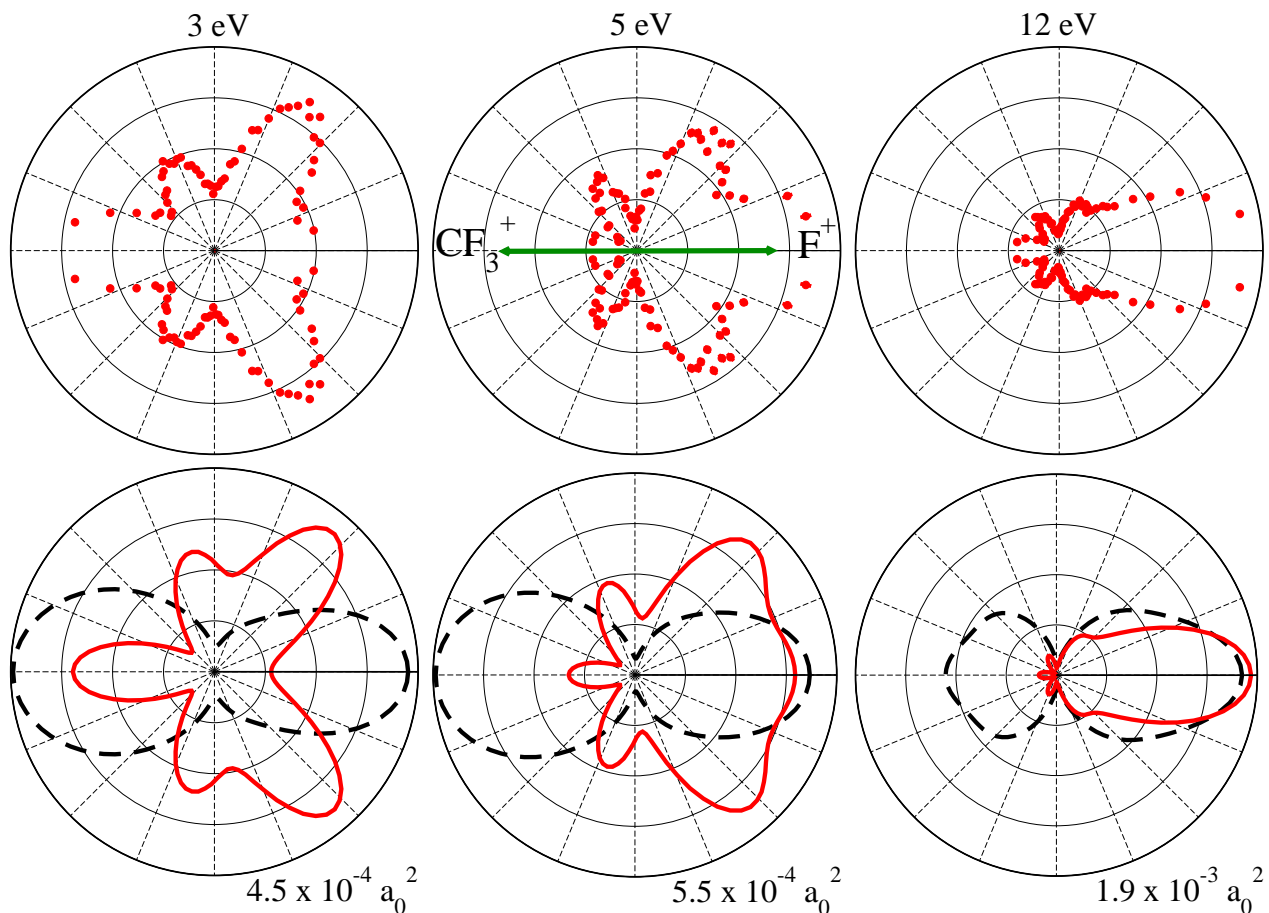 3 eV
5 eV
12 eV
CF₃⁺
F⁺
4.5 x 10⁻⁴ a₀²
5.5 x 10⁻⁴ a₀²
1.9 x 10⁻³ a₀²